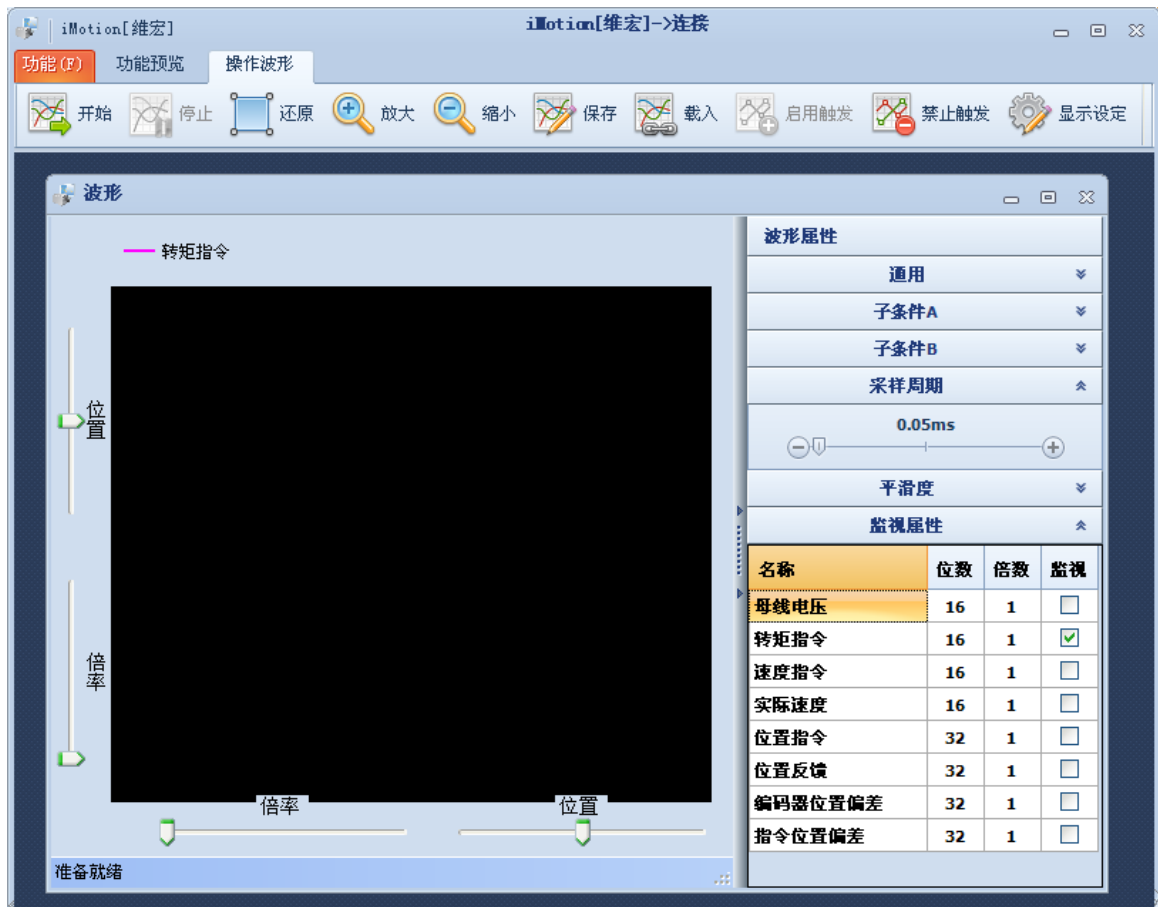 iMotion[维宏]
iMotion[维宏]->连接
功能(F) 功能预览 操作波形
开始 停止 还原 放大 缩小 保存 载入 启用触发 禁止触发 显示设定
波形
转矩指令
位置
倍率
倍率 位置
准备就绪
波形属性
通用
子条件A
子条件B
采样周期
0.05ms
平滑度
监视属性
名称 位数 倍数 监视
母线电压 16 1
转矩指令 16 1
速度指令 16 1
实际速度 16 1
位置指令 32 1
位置反馈 32 1
编码器位置偏差 32 1
指令位置偏差 32 1